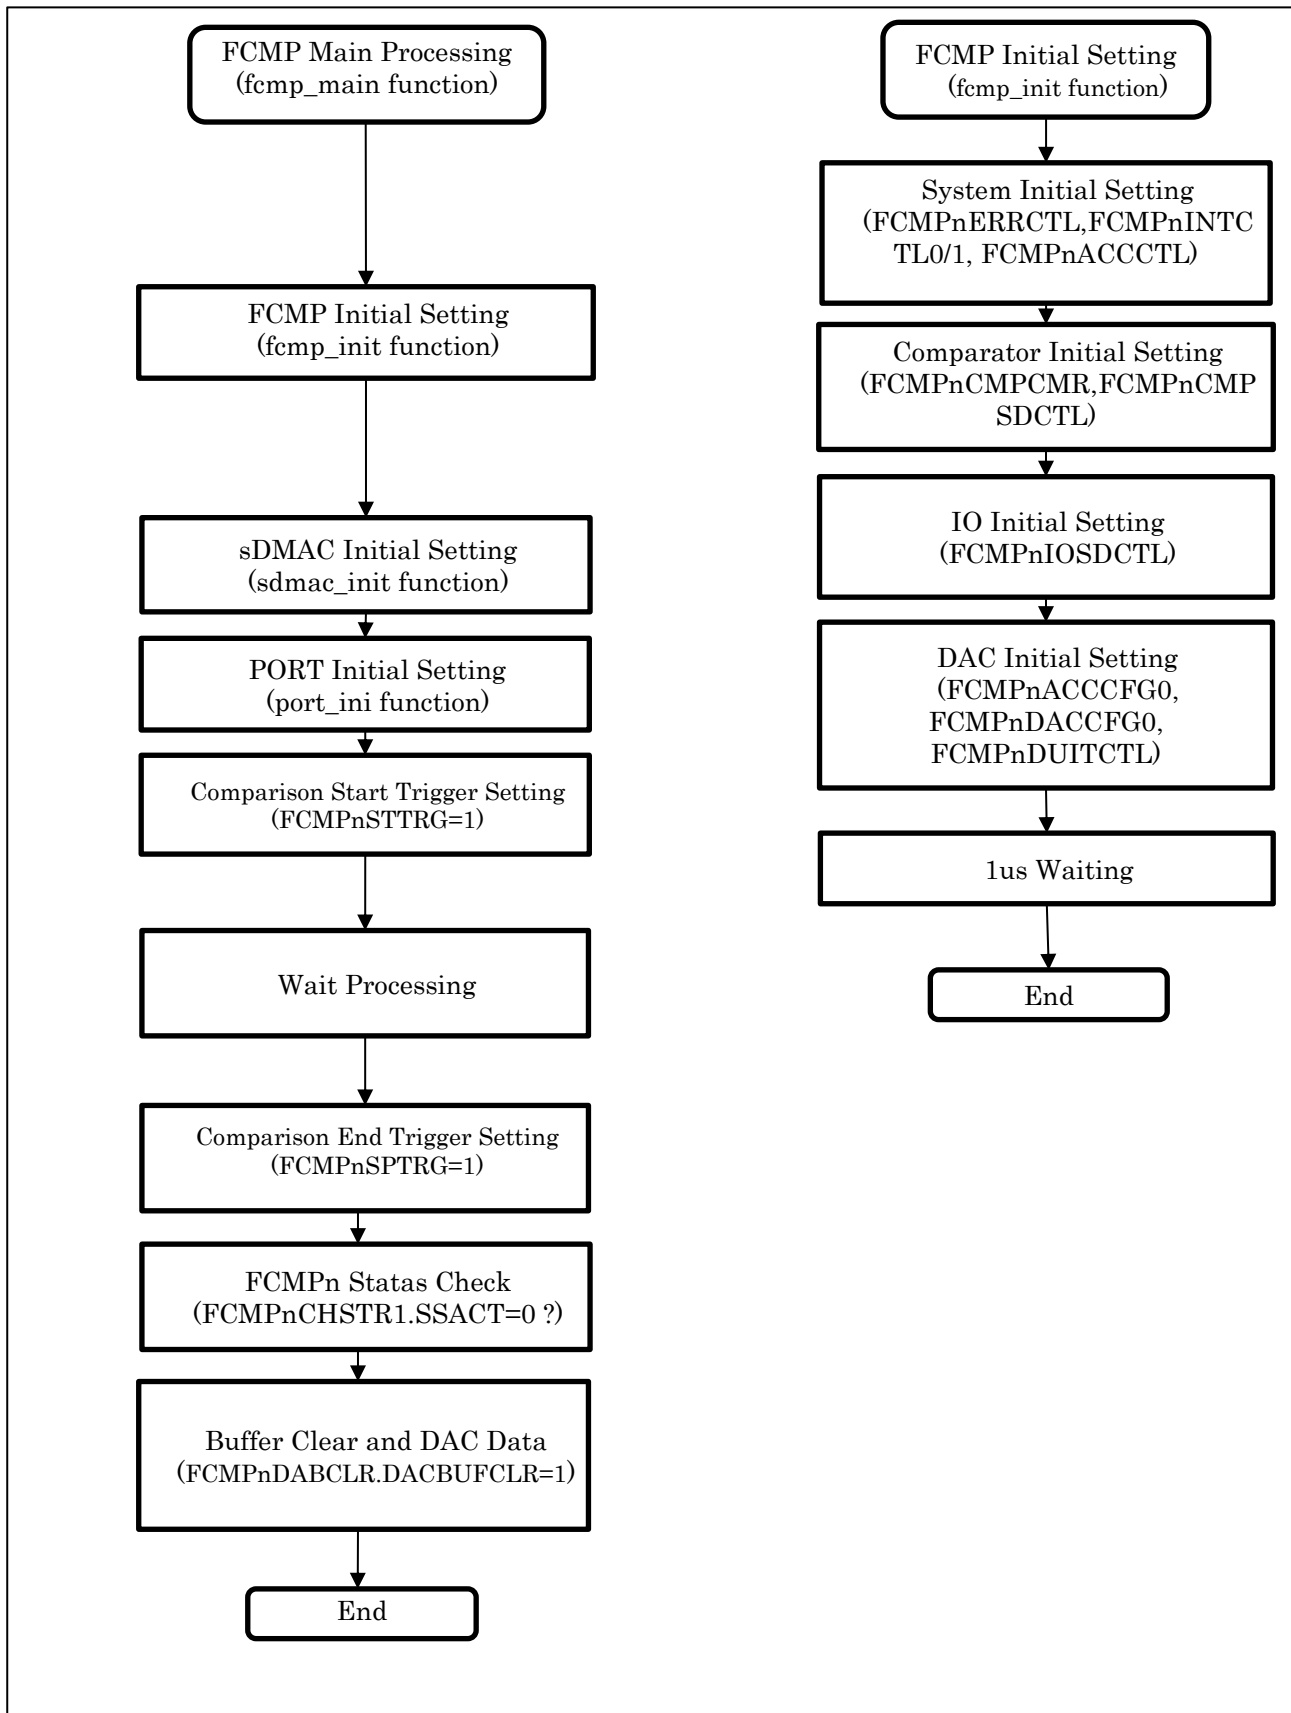 FCMP Main Processing
(fcmp_main function)
FCMP Initial Setting
(fcmp_init function)
sDMAC Initial Setting
(sdmac_init function)
PORT Initial Setting
(port_ini function)
Comparison Start Trigger Setting
(FCMPnSTTRG=1)
Wait Processing
Comparison End Trigger Setting
(FCMPnSPTRG=1)
FCMPn Statas Check
(FCMPnCHSTR1.SSACT=0 ?)
Buffer Clear and DAC Data
(FCMPnDABCLR.DACBUFCLR=1)
End
FCMP Initial Setting
(fcmp_init function)
System Initial Setting
(FCMPnERRCTL,FCMPnINTC
TL0/1, FCMPnACCCTL)
Comparator Initial Setting
(FCMPnCMPCMR,FCMPnCMP
SDCTL)
IO Initial Setting
(FCMPnIOSDCTL)
DAC Initial Setting
(FCMPnACCCFG0,
FCMPnDACCFG0,
FCMPnDUITCTL)
1us Waiting
End